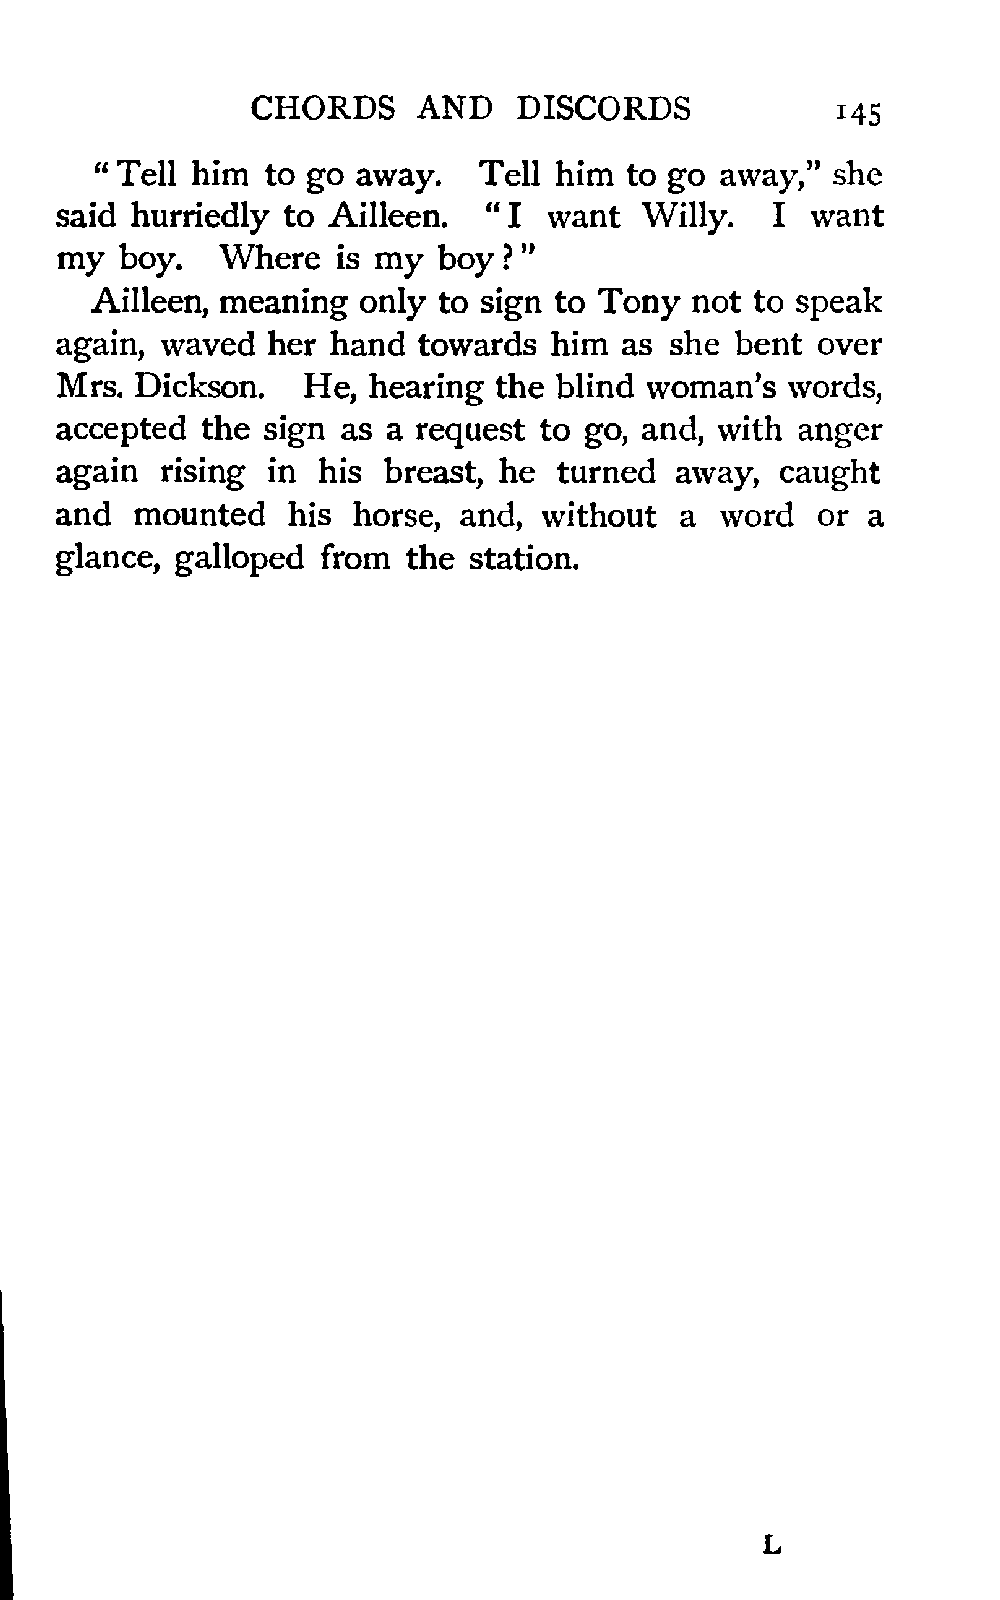 CHORDS AND DISCORDS 145
"Tell him to go away. Tell him to go away," she
said hurriedly to Ailleen. "I want Willy. I want
my boy. Where is my boy?"
Ailleen, meaning only to sign to Tony not to speak
again, waved her hand towards him as she bent over
Mrs. Dickson. He, hearing the blind woman's words,
accepted the sign as a request to go, and, with anger
again rising in his breast, he turned away, caught
and mounted his horse, and, without a word or a
glance, galloped from the station.
L